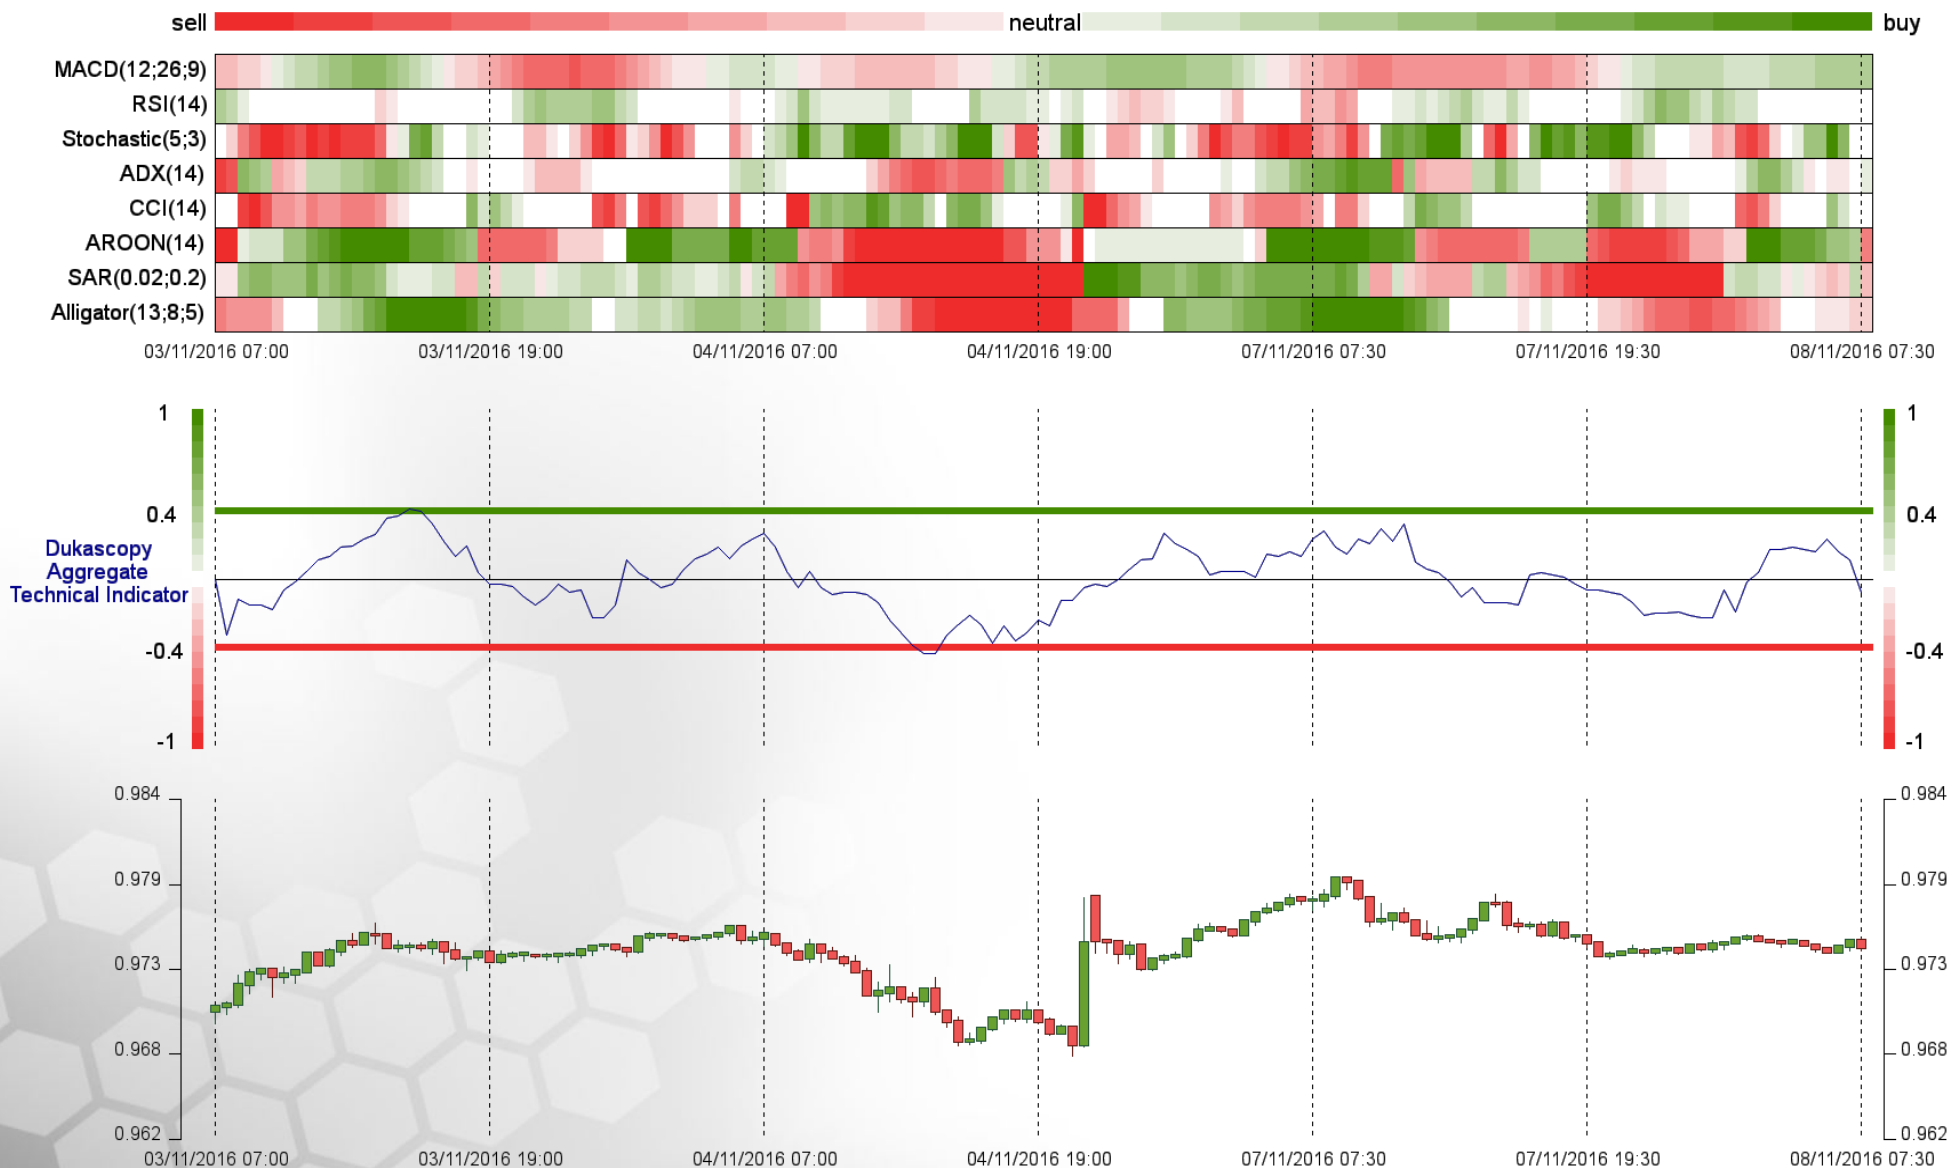 sell neutral buy
MACD(12;26;9)
RSI(14)
Stochastic(5;3)
ADX(14)
CCI(14)
AROON(14)
SAR(0.02;0.2)
Alligator(13;8;5)
03/11/2016 07:00 03/11/2016 19:00 04/11/2016 07:00 04/11/2016 19:00 07/11/2016 07:30 07/11/2016 19:30 08/11/2016 07:30
1 1
0.4 0.4
Dukascopy
Aggregate
Technical Indicator
-0.4 -0.4
-1 -1
0.984 0.984
0.979 0.979
0.973 0.973
0.968 0.968
0.962 0.962
03/11/2016 07:00 03/11/2016 19:00 04/11/2016 07:00 04/11/2016 19:00 07/11/2016 07:30 07/11/2016 19:30 08/11/2016 07:30